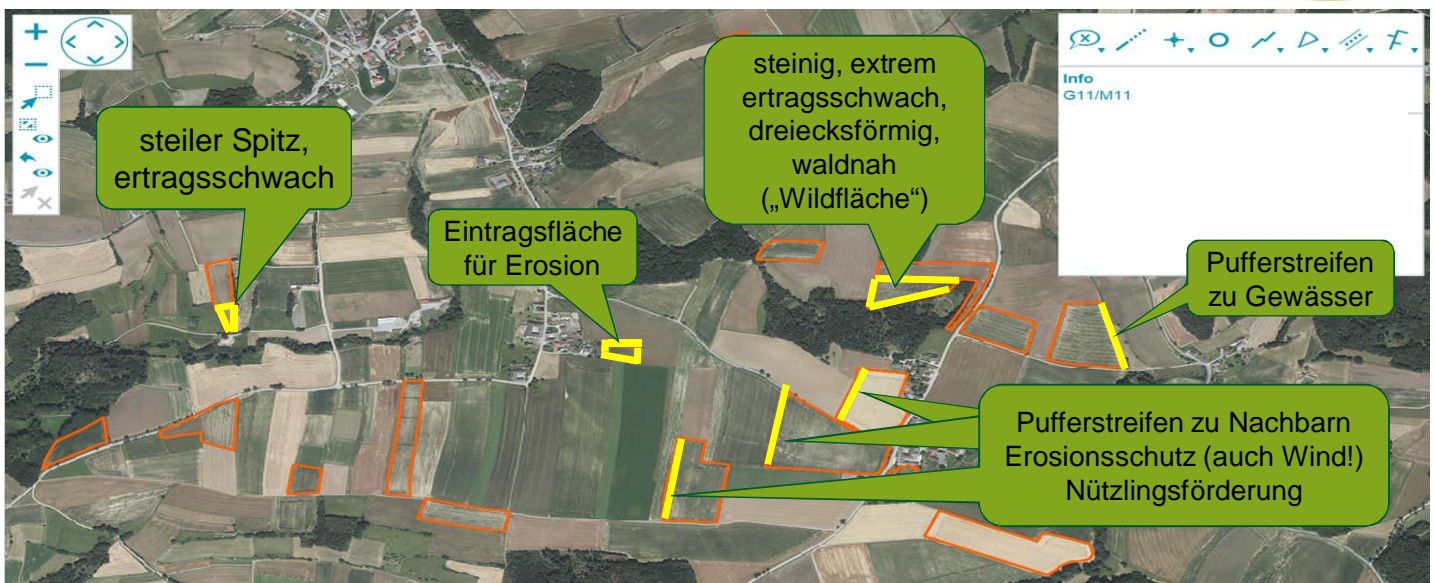 steiler Spitz,
ertragsschwach
Eintragsfläche
für Erosion
steinig, extrem
ertragsschwach,
dreiecksförmig,
waldnah
(„Wildfläche“)
Info
G11/M11
Pufferstreifen
zu Gewässer
Pufferstreifen zu Nachbarn
Erosionsschutz (auch Wind!)
Nützlingsförderung